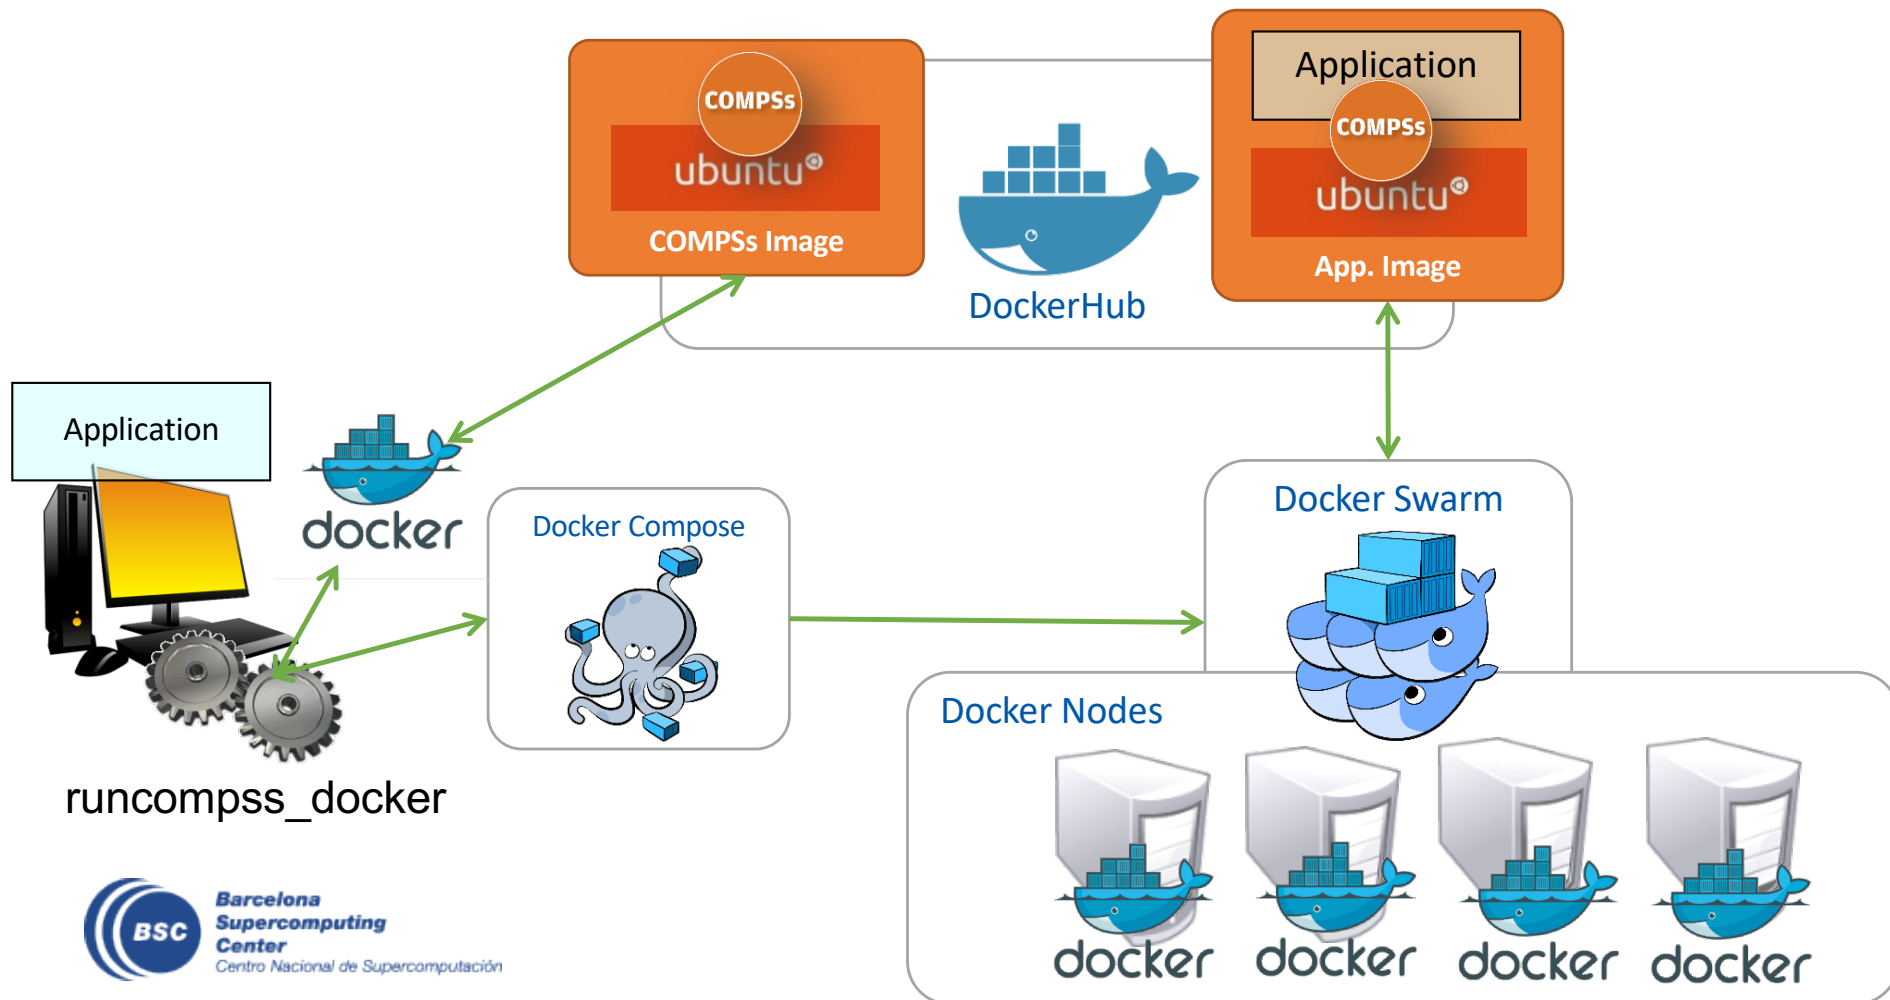 COMPSs
ubuntu
COMPSs Image
Application
COMPSs
ubuntu
App. Image
DockerHub
Application
docker
Docker Compose
Docker Swarm
Docker Nodes
runcompss_docker
docker
docker
docker
docker
BSC
Barcelona
Supercomputing
Center
Centro Nacional de Supercomputación